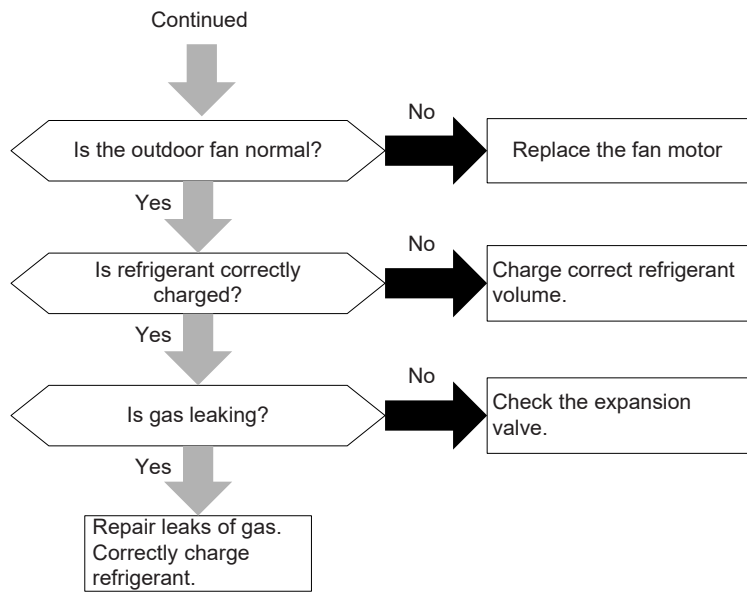 Continued
No
Is the outdoor fan normal?
Replace the fan motor
Yes
No
Is refrigerant correctly
charged?
Charge correct refrigerant
volume.
Yes
No
Is gas leaking?
Check the expansion
valve.
Yes
Repair leaks of gas.
Correctly charge
refrigerant.